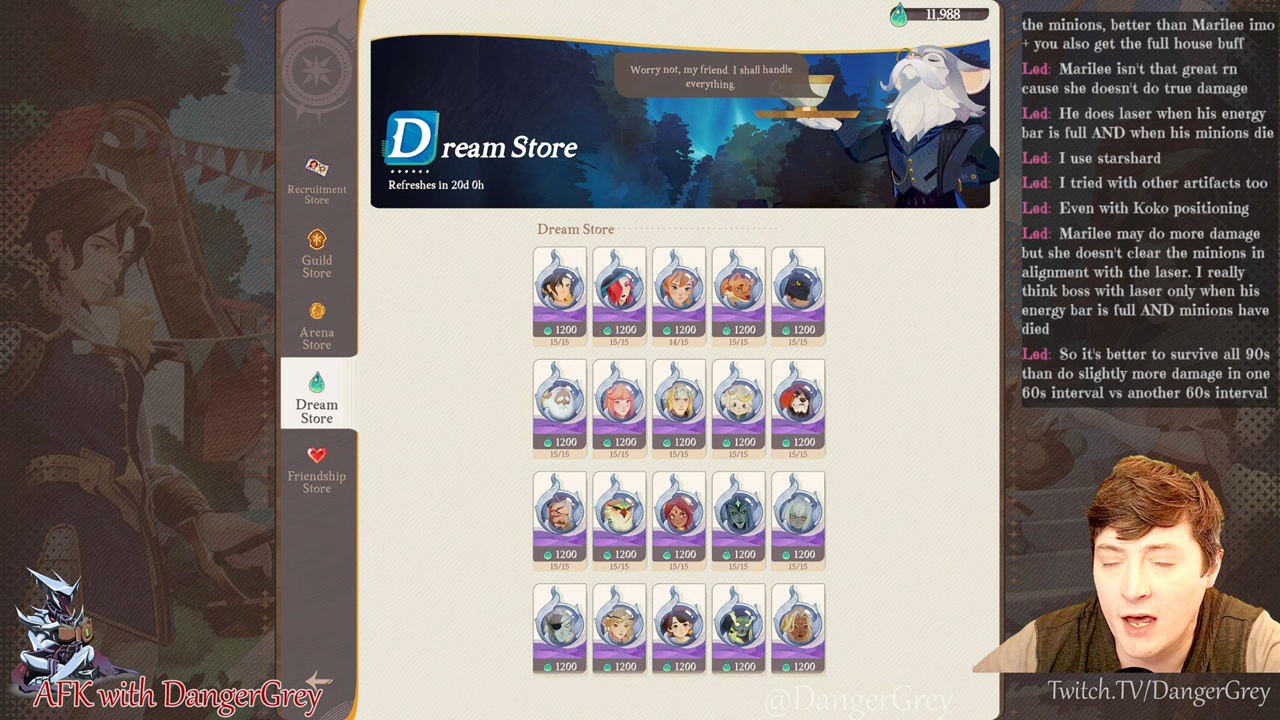 11,988
Worry not, my friend. I shall handle
everything.
Dream Store
Refreshes in 20d 0h
Recruitment
Store
Guild
Store
Arena
Store
Dream
Store
Friendship
Store
Dream Store
1200 1200 1200 1200 1200
15/15 15/15 14/15 15/15 15/15
1200 1200 1200 1200 1200
15/15 15/15 15/15 15/15 15/15
1200 1200 1200 1200 1200
15/15 15/15 15/15 15/15 15/15
1200 1200 1200 1200 1200
the minions, better than Marilee imo
+ you also get the full house buff
Led: Marilee isn't that great rn
cause she doesn't do true damage
Led: He does laser when his energy
bar is full AND when his minions die
Led: I use starshard
Led: I tried with other artifacts too
Led: Even with Koko positioning
Led: Marilee may do more damage
but she doesn't clear the minions in
alignment with the laser. I really
think boss with laser only when his
energy bar is full AND minions have
died
Led: So it's better to survive all 90s
than do slightly more damage in one
60s interval vs another 60s interval
AFK with DangerGrey
@DangerGrey
Twitch.TV/DangerGrey